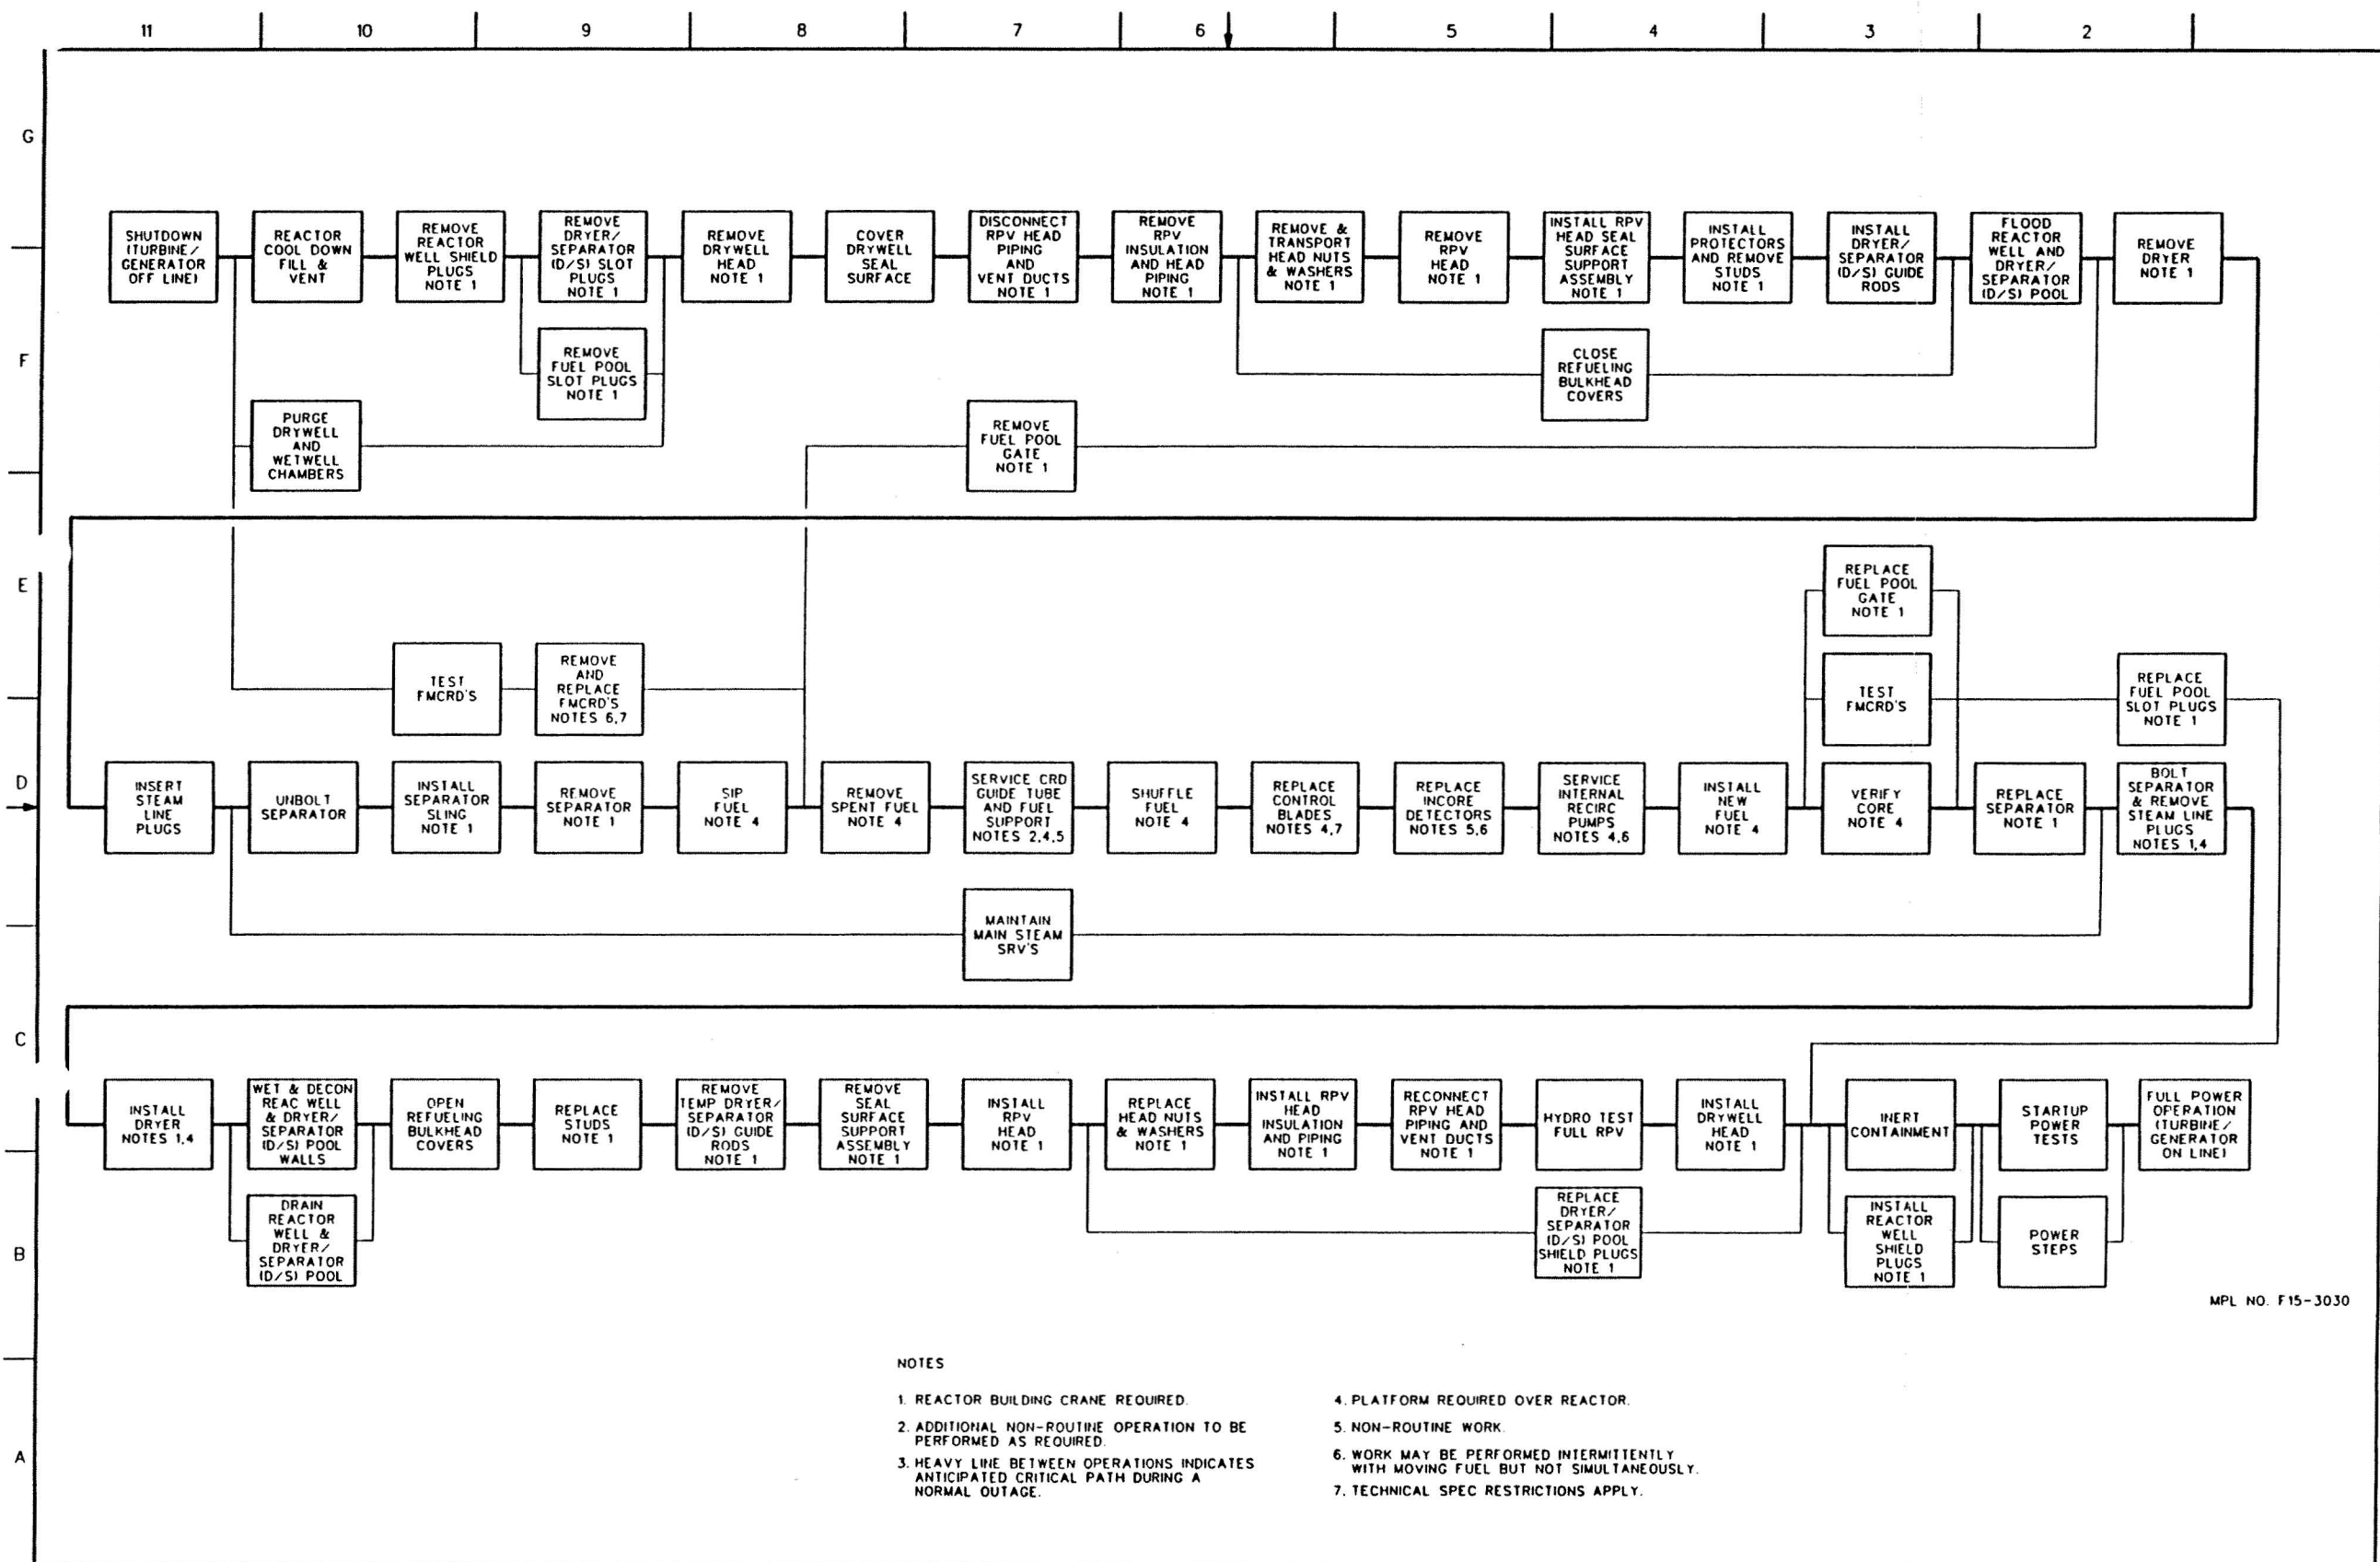 11 10 9 8 7 6 5 4 3 2
G
F
E
D
C
B
A
SHUTDOWN
(TURBINE/
GENERATOR
OFF LINE)
REACTOR
COOL DOWN
FILL &
VENT
REMOVE
REACTOR
WELL SHIELD
PLUGS
NOTE 1
REMOVE
DRYER/
SEPARATOR
(D/S) SLOT
PLUGS
NOTE 1
REMOVE
DRYWELL
HEAD
NOTE 1
COVER
DRYWELL
SEAL
SURFACE
DISCONNECT
RPV HEAD
PIPING
AND
VENT DUCTS
NOTE 1
REMOVE
RPV
INSULATION
AND HEAD
PIPING
NOTE 1
REMOVE &
TRANSPORT
HEAD NUTS
& WASHERS
NOTE 1
REMOVE
RPV
HEAD
NOTE 1
INSTALL RPV
HEAD SEAL
SURFACE
SUPPORT
ASSEMBLY
NOTE 1
INSTALL
PROTECTORS
AND REMOVE
STUDS
NOTE 1
INSTALL
DRYER/
SEPARATOR
(D/S) GUIDE
RODS
FLOOD
REACTOR
WELL AND
DRYER/
SEPARATOR
(D/S) POOL
REMOVE
DRYER
NOTE 1
REMOVE
FUEL POOL
SLOT PLUGS
NOTE 1
CLOSE
REFUELING
BULKHEAD
COVERS
PURGE
DRYWELL
AND
WETWELL
CHAMBERS
REMOVE
FUEL POOL
GATE
NOTE 1
REPLACE
FUEL POOL
GATE
NOTE 1
TEST
FMCRD'S
REMOVE
AND
REPLACE
FMCRD'S
NOTES 6,7
TEST
FMCRD'S
REPLACE
FUEL POOL
SLOT PLUGS
NOTE 1
INSERT
STEAM
LINE
PLUGS
UNBOLT
SEPARATOR
INSTALL
SEPARATOR
SLING
NOTE 1
REMOVE
SEPARATOR
NOTE 1
SIP
FUEL
NOTE 4
REMOVE
SPENT FUEL
NOTE 4
SERVICE CRD
GUIDE TUBE
AND FUEL
SUPPORT
NOTES 2,4,5
SHUFFLE
FUEL
NOTE 4
REPLACE
CONTROL
BLADES
NOTES 4,7
REPLACE
INCORE
DETECTORS
NOTES 5,6
SERVICE
INTERNAL
RECIRC
PUMPS
NOTES 4,6
INSTALL
NEW
FUEL
NOTE 4
VERIFY
CORE
NOTE 4
REPLACE
SEPARATOR
NOTE 1
BOLT
SEPARATOR
& REMOVE
STEAM LINE
PLUGS
NOTES 1,4
MAINTAIN
MAIN STEAM
SRV'S
INSTALL
DRYER
NOTES 1,4
WET & DECON
REAC WELL
& DRYER/
SEPARATOR
(D/S) POOL
WALLS
OPEN
REFUELING
BULKHEAD
COVERS
REPLACE
STUDS
NOTE 1
REMOVE
TEMP DRYER/
SEPARATOR
(D/S) GUIDE
RODS
NOTE 1
REMOVE
SEAL
SURFACE
SUPPORT
ASSEMBLY
NOTE 1
INSTALL
RPV
HEAD
NOTE 1
REPLACE
HEAD NUTS
& WASHERS
NOTE 1
INSTALL RPV
HEAD
INSULATION
AND PIPING
NOTE 1
RECONNECT
RPV HEAD
PIPING AND
VENT DUCTS
NOTE 1
HYDRO TEST
FULL RPV
INSTALL
DRYWELL
HEAD
NOTE 1
INERT
CONTAINMENT
STARTUP
POWER
TESTS
FULL POWER
OPERATION
(TURBINE/
GENERATOR
ON LINE)
DRAIN
REACTOR
WELL &
DRYER/
SEPARATOR
(D/S) POOL
REPLACE
DRYER/
SEPARATOR
(D/S) POOL
SHIELD PLUGS
NOTE 1
INSTALL
REACTOR
WELL
SHIELD
PLUGS
NOTE 1
POWER
STEPS
MPL NO. F15-3030
NOTES
1. REACTOR BUILDING CRANE REQUIRED.
2. ADDITIONAL NON-ROUTINE OPERATION TO BE
PERFORMED AS REQUIRED.
3. HEAVY LINE BETWEEN OPERATIONS INDICATES
ANTICIPATED CRITICAL PATH DURING A
NORMAL OUTAGE.
4. PLATFORM REQUIRED OVER REACTOR.
5. NON-ROUTINE WORK.
6. WORK MAY BE PERFORMED INTERMITTENTLY
WITH MOVING FUEL BUT NOT SIMULTANEOUSLY.
7. TECHNICAL SPEC RESTRICTIONS APPLY.